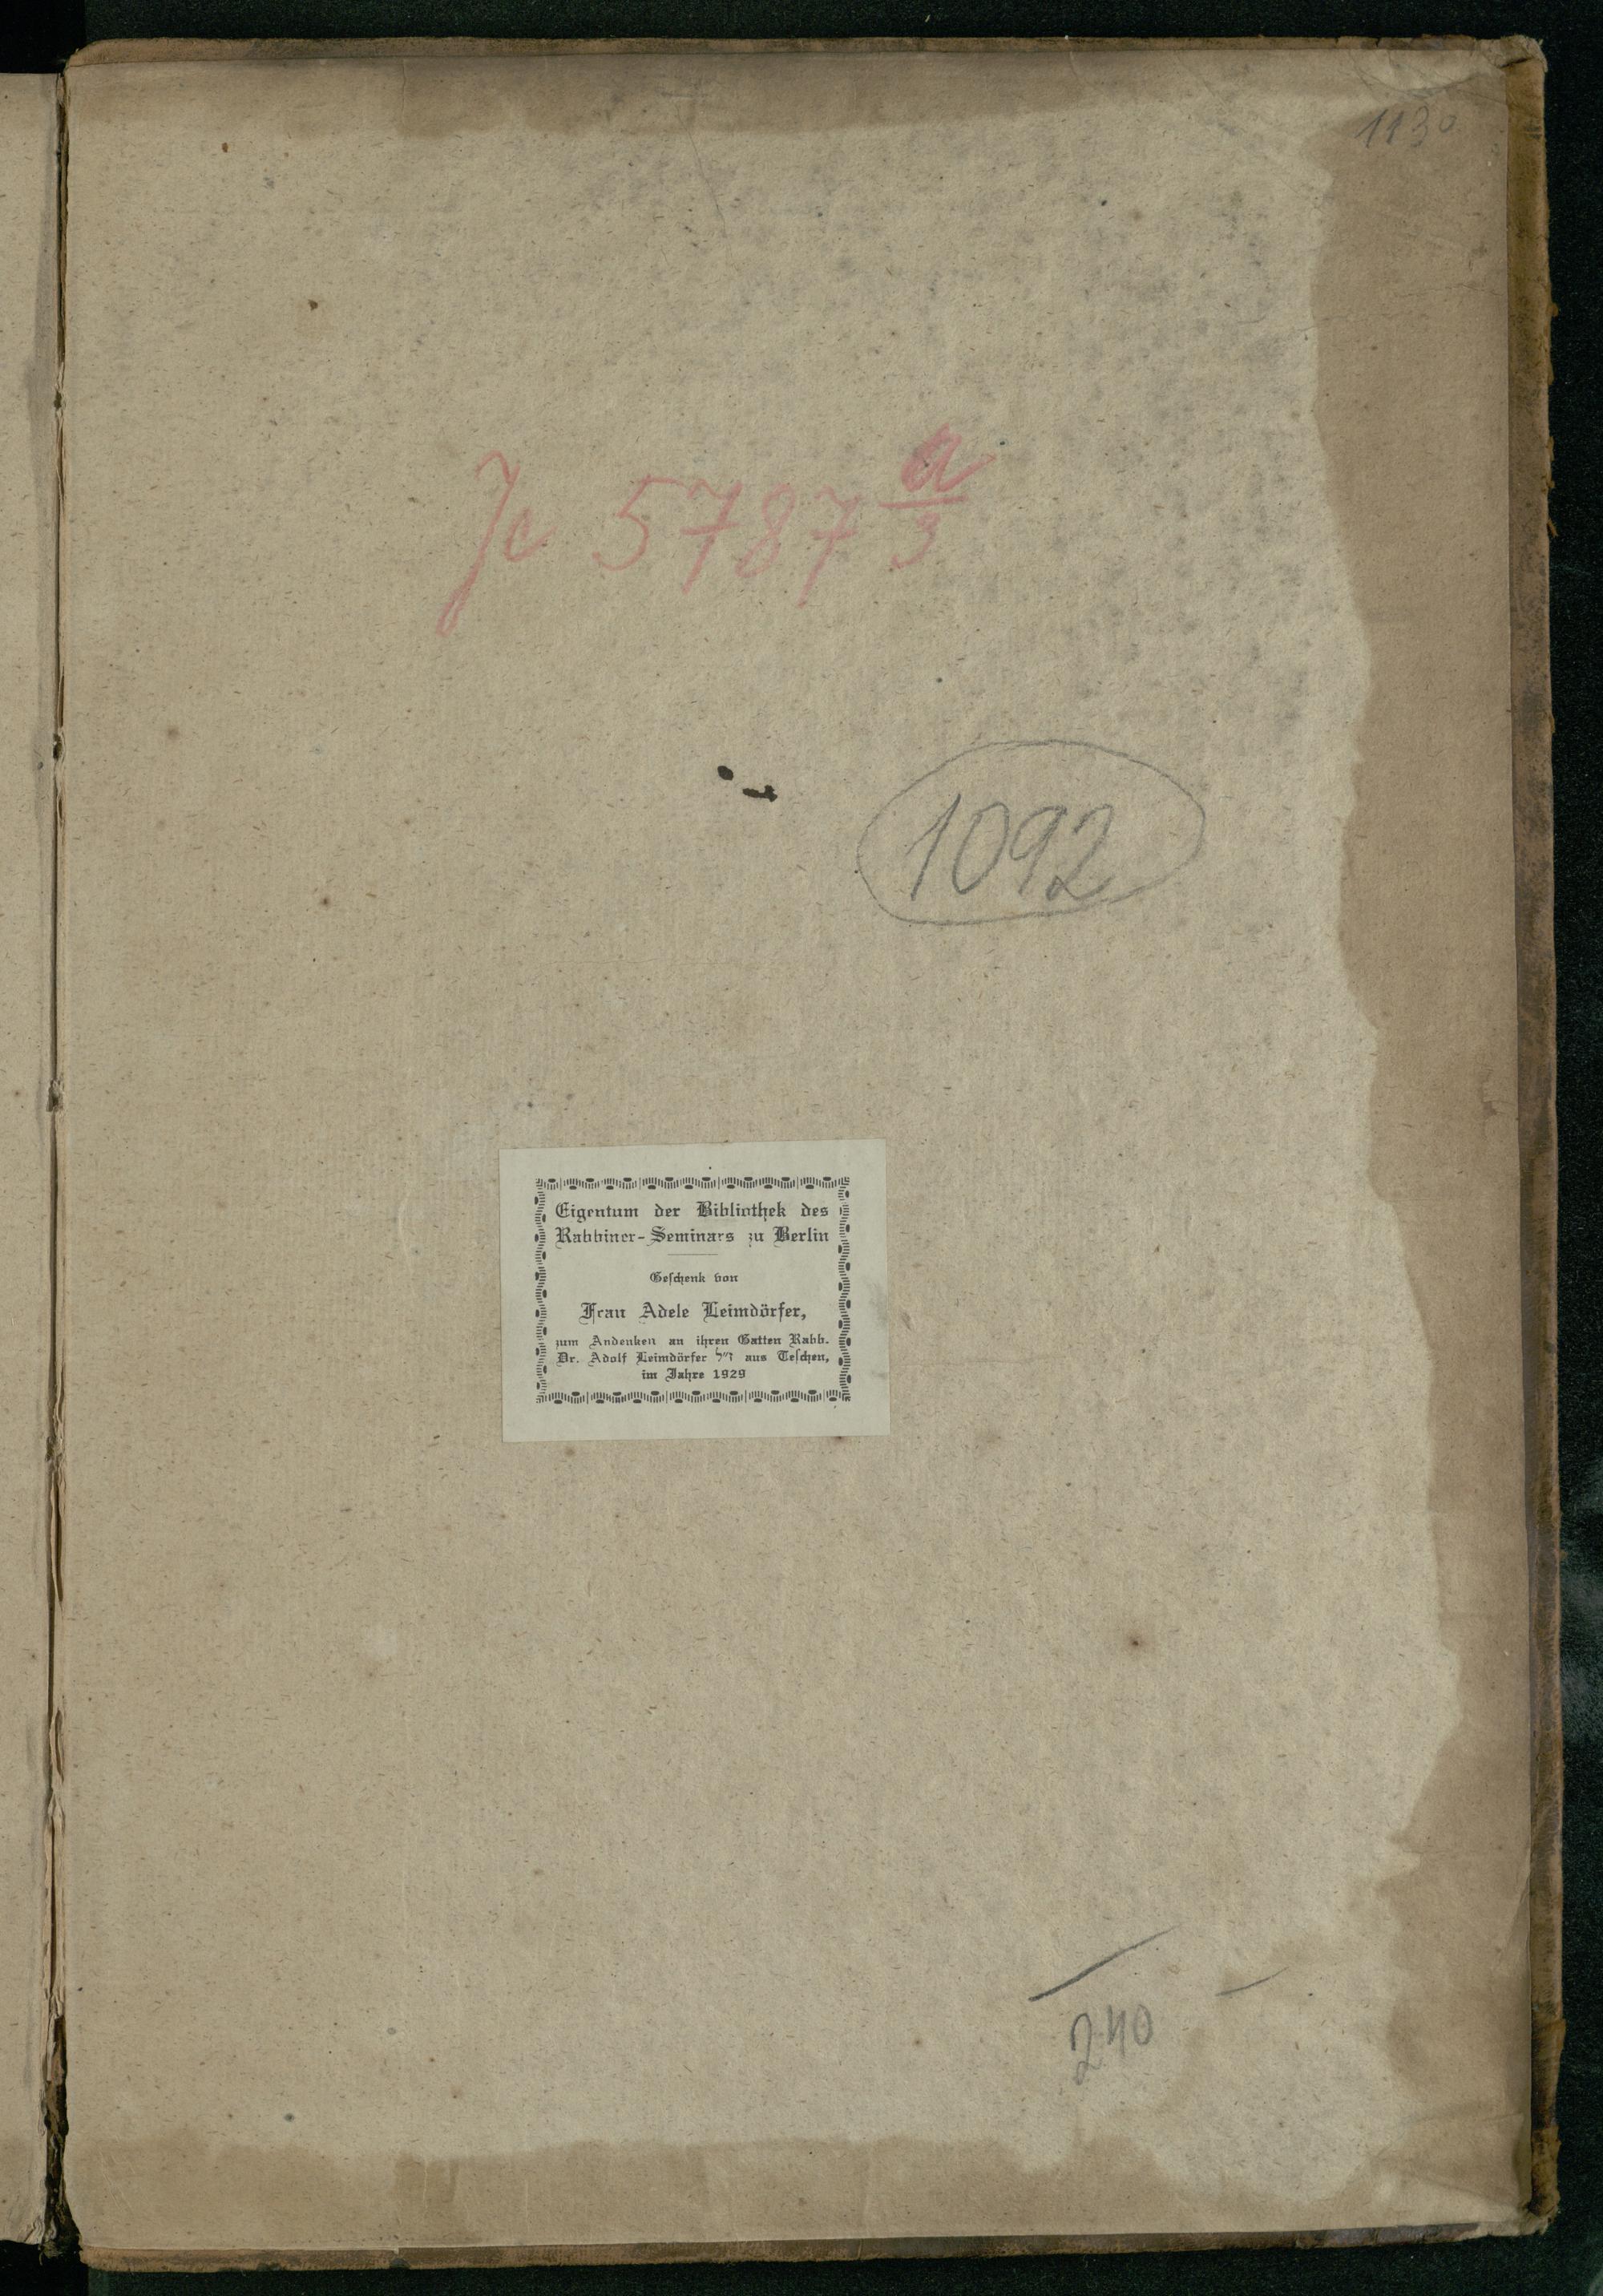 1130
Je 5787 a/3
1092
Eigentum der Bibliothek des
Rabbiner-Seminars zu Berlin
Geschenk von
Frau Adele Leimdörfer,
zum Andenken an ihren Gatten Rabb.
Dr. Adolf Leimdörfer ז״ל aus Teschen,
im Jahre 1929
240